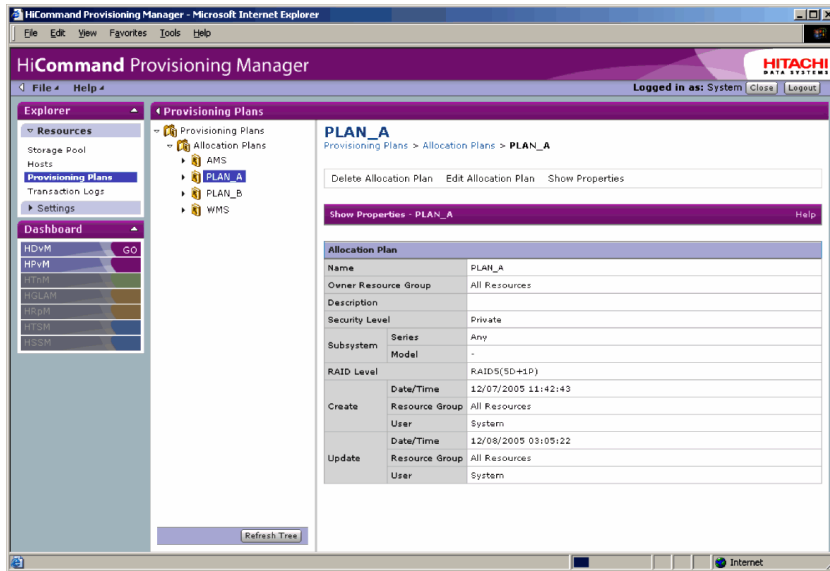 HiCommand Provisioning Manager - Microsoft Internet Explorer
File Edit View Favorites Tools Help
HiCommand Provisioning Manager
HITACHI
DATA SYSTEMS
File Help
Logged in as: System Close Logout
Explorer
Resources
Storage Pool
Hosts
Provisioning Plans
Transaction Logs
Settings
Dashboard
HDvM GO
HPvM
HTnM
HGLAM
HRpM
HTSM
HSSM
Provisioning Plans
Provisioning Plans
Allocation Plans
AMS
PLAN_A
PLAN_B
WMS
Refresh Tree
PLAN_A
Provisioning Plans > Allocation Plans > PLAN_A
Delete Allocation Plan Edit Allocation Plan Show Properties
Show Properties - PLAN_A Help
Allocation Plan
Name PLAN_A
Owner Resource Group All Resources
Description
Security Level Private
Subsystem Series Any
Model -
RAID Level RAID5(5D+1P)
Create Date/Time 12/07/2005 11:42:43
Resource Group All Resources
User System
Update Date/Time 12/08/2005 03:05:22
Resource Group All Resources
User System
Internet